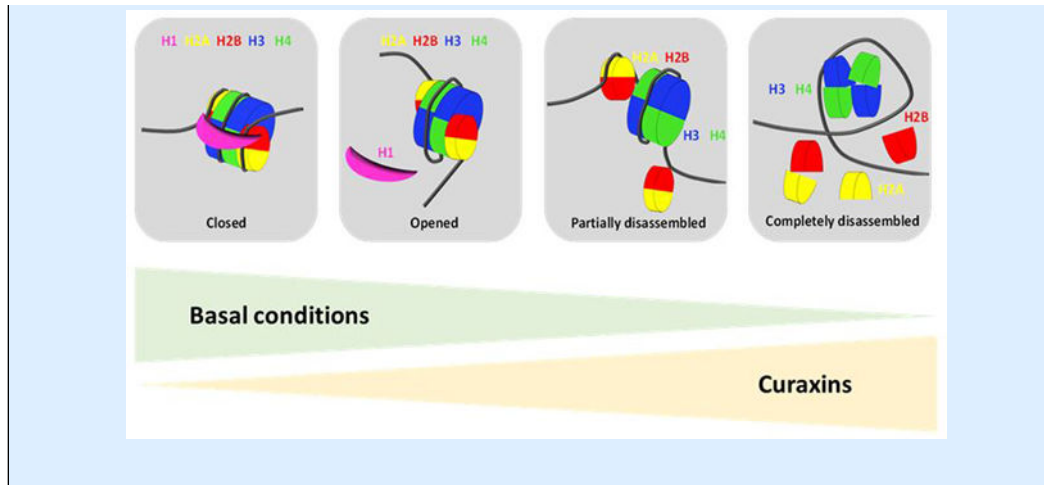 H1 H2A H2B H3 H4
Closed
H2A H2B H3 H4
H1
Opened
H2A H2B
H3 H4
Partially disassembled
H3 H4
H2B
H2A
Completely disassembled
Basal conditions
Curaxins